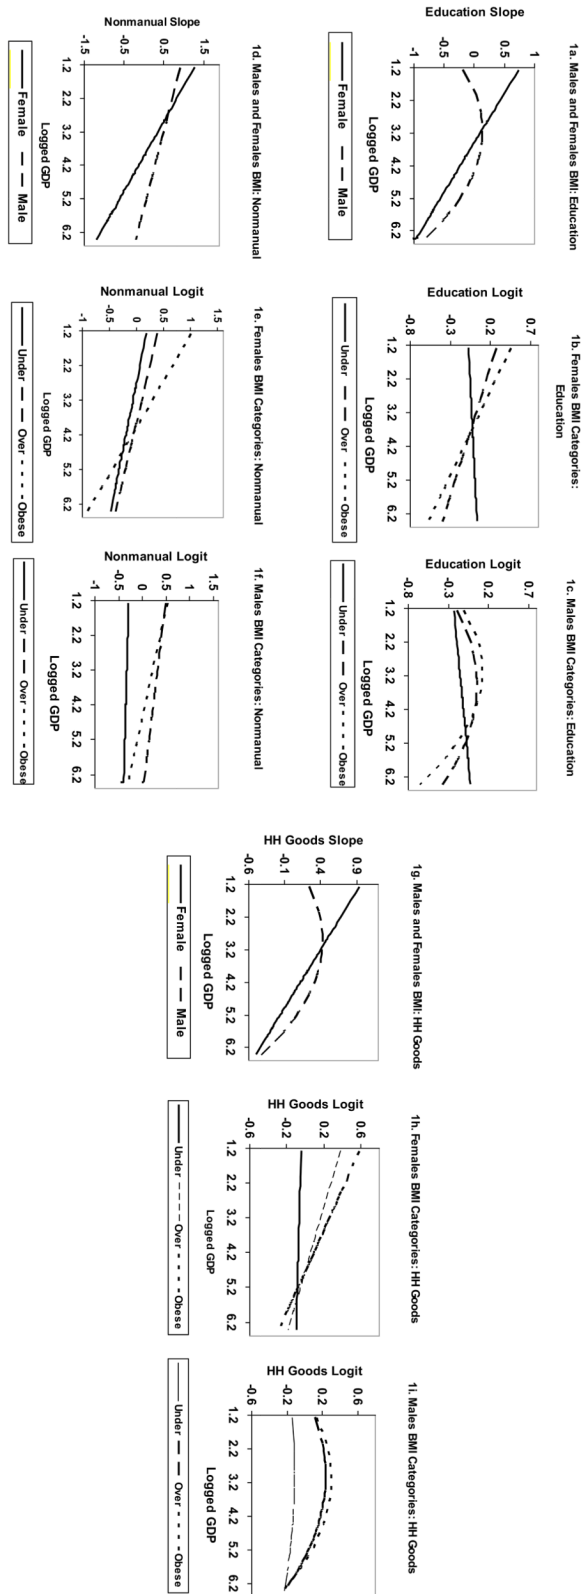 1a. Males and Females BMI: Education
Education Slope
1
0.5
0
-0.5
-1
1.2 2.2 3.2 4.2 5.2 6.2
Logged GDP
Female Male
1b. Females BMI Categories:
Education
Education Logit
0.7
0.2
-0.3
-0.8
1.2 2.2 3.2 4.2 5.2 6.2
Logged GDP
Under Over Obese
1c. Males BMI Categories: Education
Education Logit
0.7
0.2
-0.3
-0.8
1.2 2.2 3.2 4.2 5.2 6.2
Logged GDP
Under Over Obese
1d. Males and Females BMI: Nonmanual
Nonmanual Slope
1.5
0.5
-0.5
-1.5
1.2 2.2 3.2 4.2 5.2 6.2
Logged GDP
Female Male
1e. Females BMI Categories: Nonmanual
Nonmanual Logit
1.5
1
0.5
0
-0.5
-1
1.2 2.2 3.2 4.2 5.2 6.2
Logged GDP
Under Over Obese
1f. Males BMI Categories: Nonmanual
Nonmanual Logit
1.5
1
0.5
0
-0.5
-1
1.2 2.2 3.2 4.2 5.2 6.2
Logged GDP
Under Over Obese
1g. Males and Females BMI: HH Goods
HH Goods Slope
0.9
0.4
-0.1
-0.6
1.2 2.2 3.2 4.2 5.2 6.2
Logged GDP
Female Male
1h. Females BMI Categories: HH Goods
HH Goods Logit
0.6
0.2
-0.2
-0.6
1.2 2.2 3.2 4.2 5.2 6.2
Logged GDP
Under Over Obese
1i. Males BMI Categories: HH Goods
HH Goods Logit
0.6
0.2
-0.2
-0.6
1.2 2.2 3.2 4.2 5.2 6.2
Logged GDP
Under Over Obese